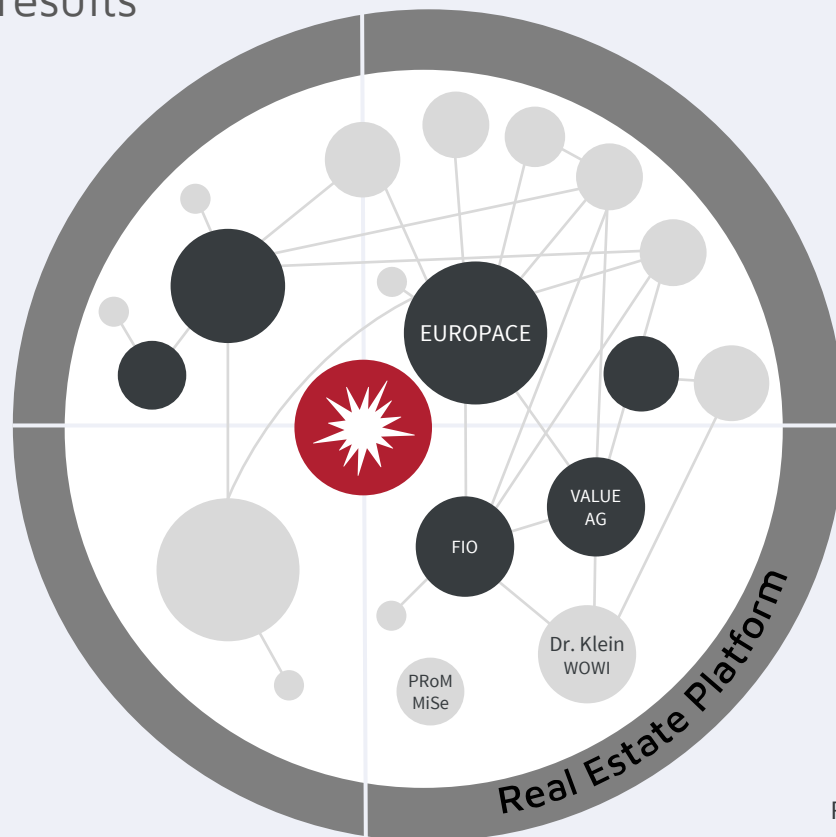 results
EUROPACE
VALUE
AG
FIO
Dr. Klein
WOWI
PRoM
MiSe
Real Estate Platform